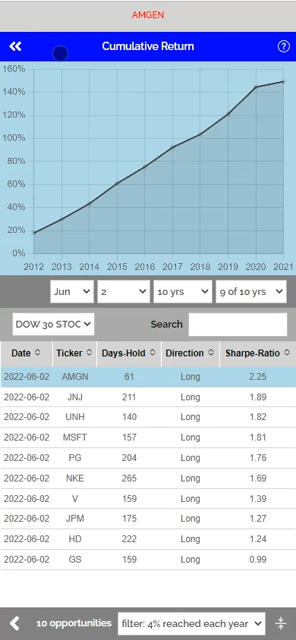 AMGEN
Cumulative Return ?
160%
140%
120%
100%
80%
60%
40%
20%
0%
2012 2013 2014 2015 2016 2017 2018 2019 2020 2021
Jun 2 10 yrs 9 of 10 yrs
DOW 30 STOC Search
Date Ticker Days-Hold Direction Sharpe-Ratio
2022-06-02 AMGN 61 Long 2.25
2022-06-02 JNJ 211 Long 1.89
2022-06-02 UNH 140 Long 1.82
2022-06-02 MSFT 157 Long 1.81
2022-06-02 PG 204 Long 1.76
2022-06-02 NKE 265 Long 1.69
2022-06-02 V 159 Long 1.39
2022-06-02 JPM 175 Long 1.27
2022-06-02 HD 222 Long 1.24
2022-06-02 GS 159 Long 0.99
10 opportunities filter: 4% reached each year